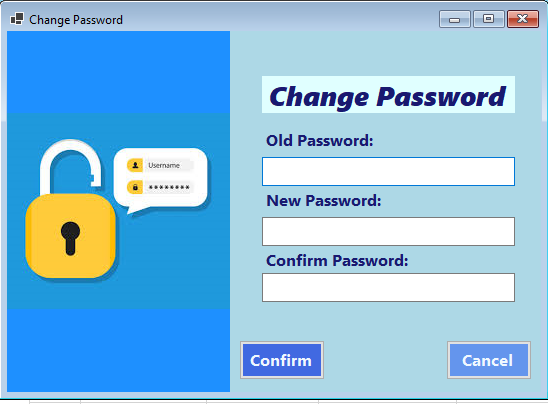 Change Password
Change Password
Old Password:
Username
********
New Password:
Confirm Password:
Confirm
Cancel